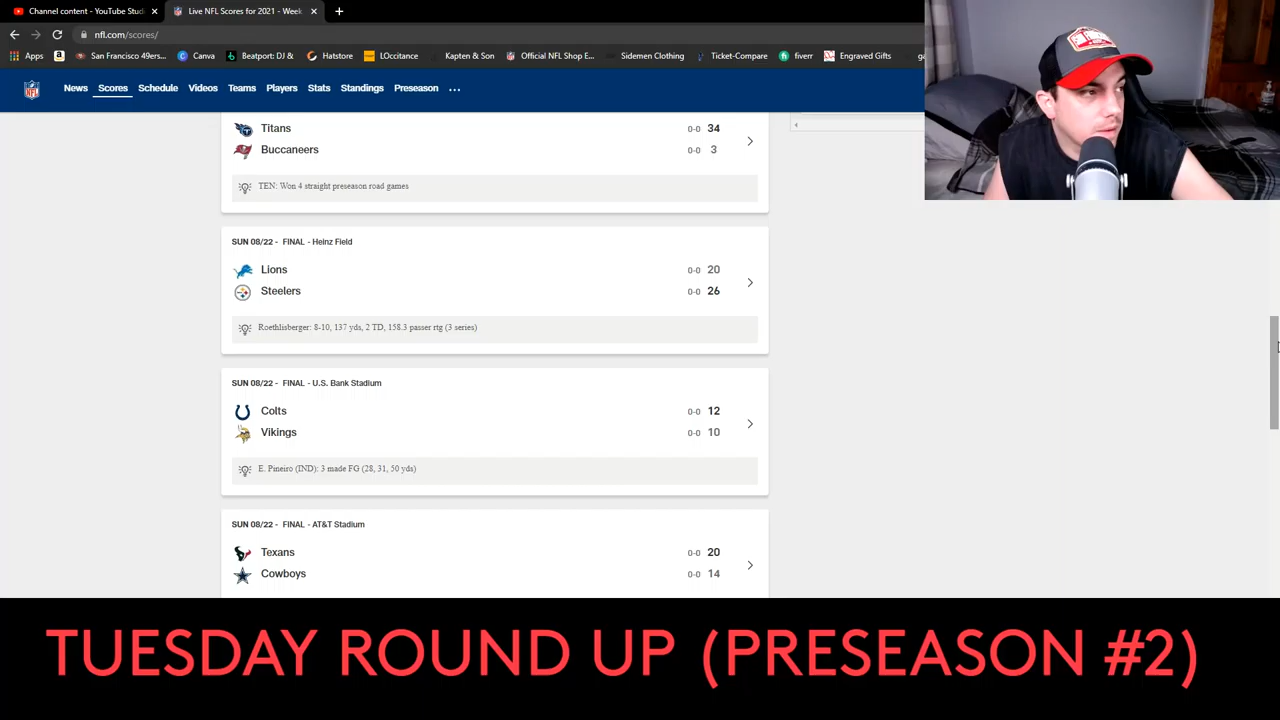 Channel content - YouTube Stud
Live NFL Scores for 2021 - Week
nfl.com/scores/
Apps
San Francisco 49ers...
Canva
Beatport: DJ &
Hatstore
LOccitance
Kapten & Son
Official NFL Shop E...
Sidemen Clothing
Ticket-Compare
fiverr
Engraved Gifts
News Scores Schedule Videos Teams Players Stats Standings Preseason ...
Titans 0-0 34
Buccaneers 0-0 3
TEN: Won 4 straight preseason road games
SUN 08/22 - FINAL - Heinz Field
Lions 0-0 20
Steelers 0-0 26
Roethlisberger: 8-10, 137 yds, 2 TD, 158.3 passer rtg (3 series)
SUN 08/22 - FINAL - U.S. Bank Stadium
Colts 0-0 12
Vikings 0-0 10
E. Pineiro (IND): 3 made FG (28, 31, 50 yds)
SUN 08/22 - FINAL - AT&T Stadium
Texans 0-0 20
Cowboys 0-0 14
TUESDAY ROUND UP (PRESEASON #2)